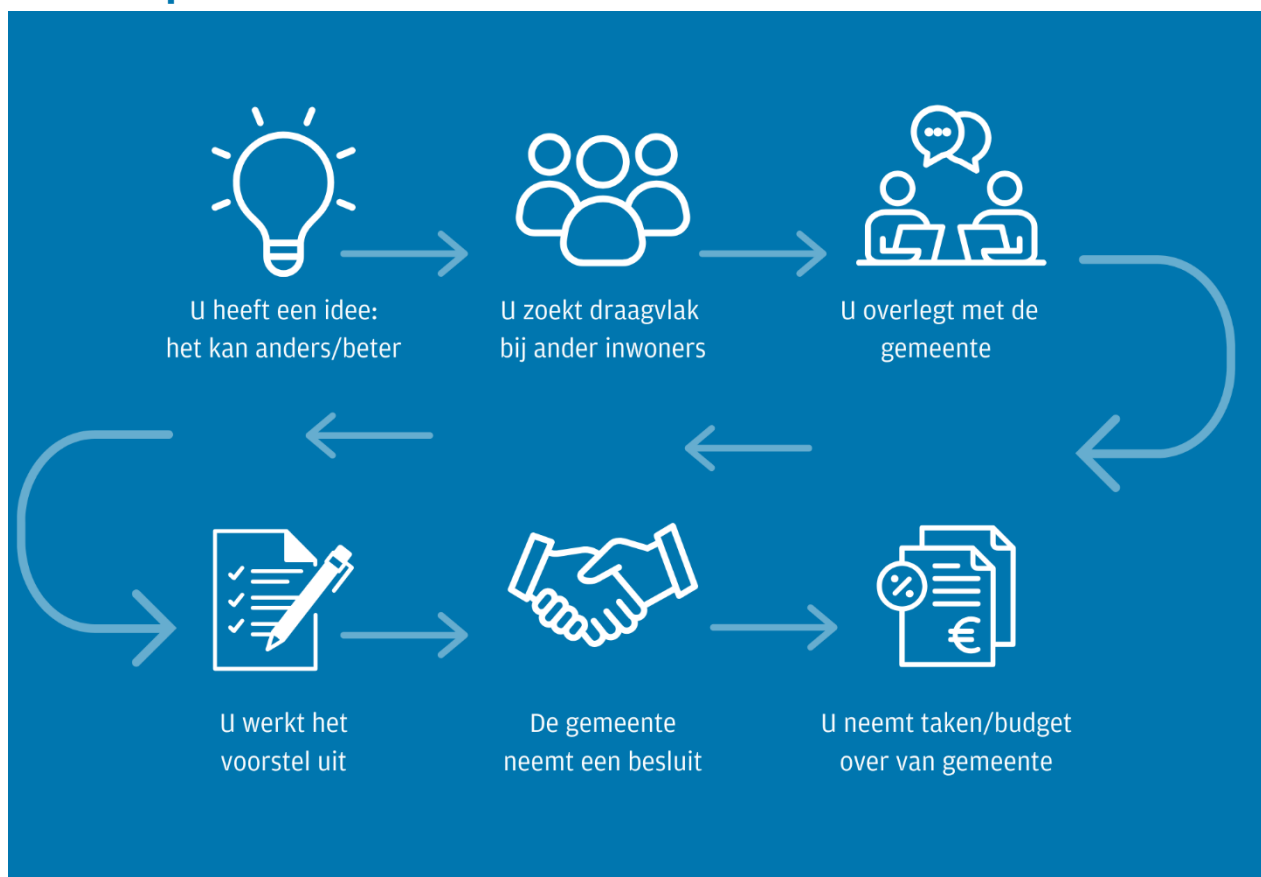 U heeft een idee:
het kan anders/beter
U zoekt draagvlak
bij ander inwoners
U overlegt met de
gemeente
U werkt het
voorstel uit
De gemeente
neemt een besluit
U neemt taken/budget
over van gemeente